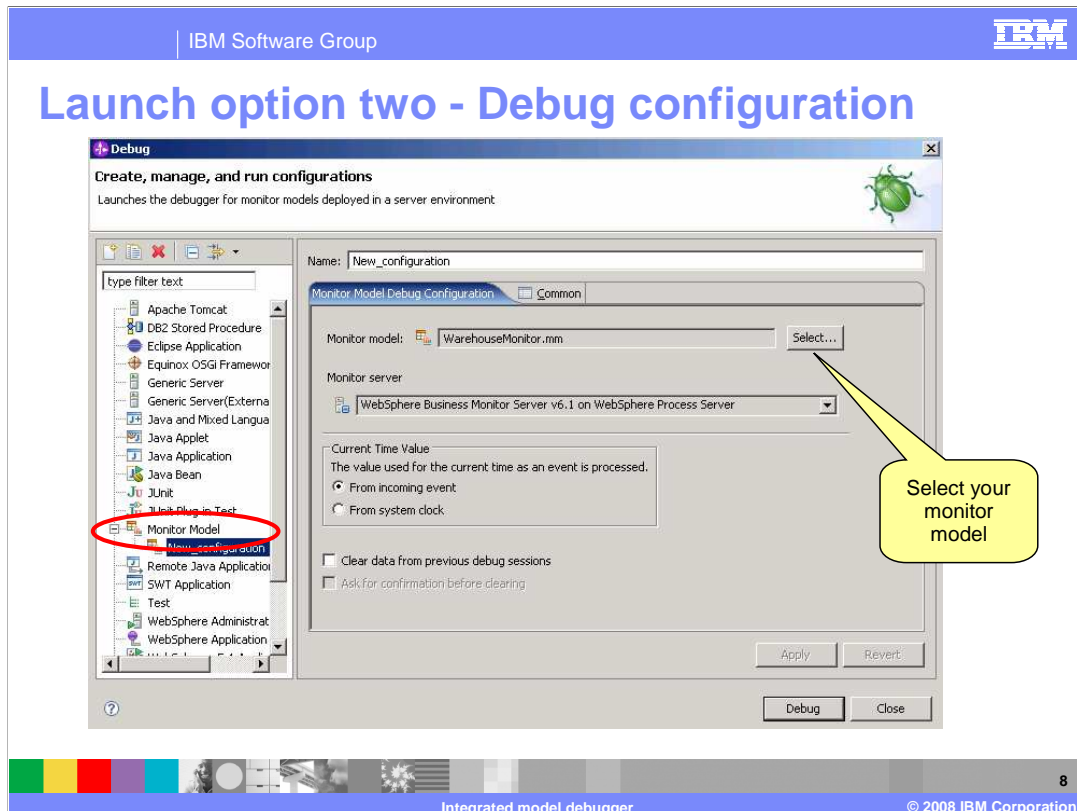 IBM Software Group
IBM
Launch option two - Debug configuration
Debug
Create, manage, and run configurations
Launches the debugger for monitor models deployed in a server environment
type filter text
Apache Tomcat
DB2 Stored Procedure
Eclipse Application
Equinox OSGi Framewor
Generic Server
Generic Server(Externa
Java and Mixed Langua
Java Applet
Java Application
Java Bean
JUnit
JUnit Plug-in Test
Monitor Model
New_configuration
Remote Java Application
SWT Application
Test
WebSphere Administrat
WebSphere Application
Name: New_configuration
Monitor Model Debug Configuration
Common
Monitor model: WarehouseMonitor.mm Select...
Monitor server
WebSphere Business Monitor Server v6.1 on WebSphere Process Server
Current Time Value
The value used for the current time as an event is processed.
From incoming event
From system clock
Clear data from previous debug sessions
Ask for confirmation before clearing
Apply Revert
Debug Close
Select your
monitor
model
8
Integrated model debugger
© 2008 IBM Corporation